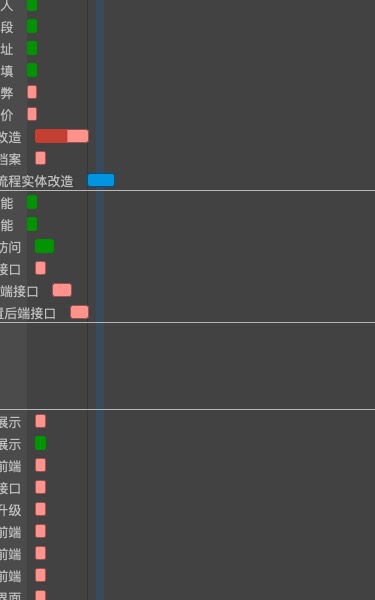 人
段
址
填
弊
价
改造
档案
流程实体改造
能
能
访问
接口
端接口
置后端接口
展示
展示
前端
接口
升级
前端
前端
前端
界面